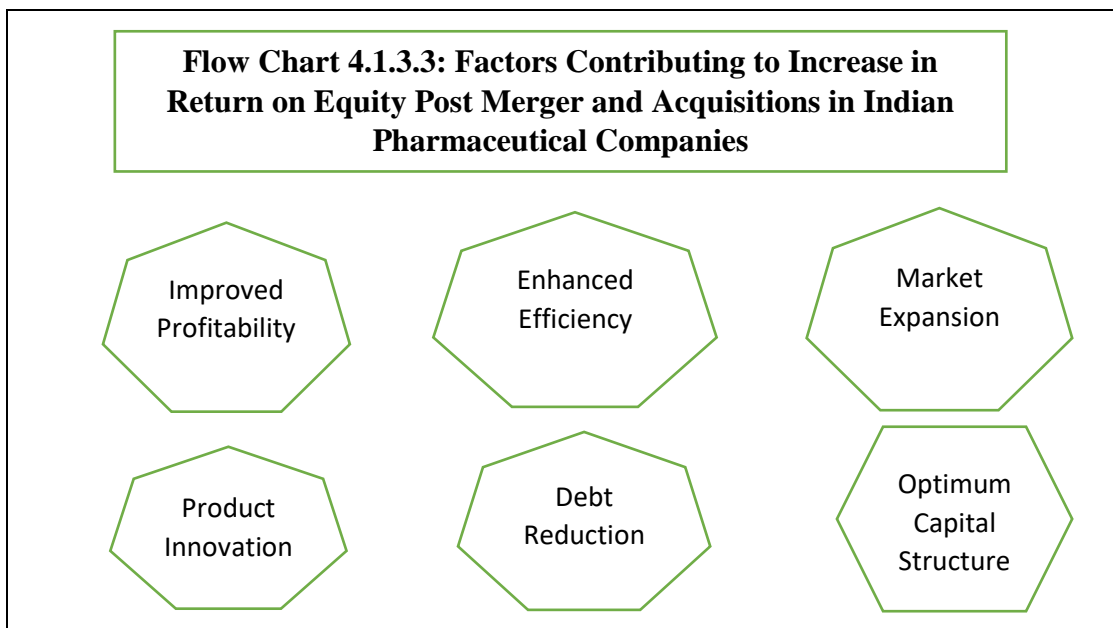 Flow Chart 4.1.3.3: Factors Contributing to Increase in
Return on Equity Post Merger and Acquisitions in Indian
Pharmaceutical Companies
Improved
Profitability
Enhanced
Efficiency
Market
Expansion
Product
Innovation
Debt
Reduction
Optimum
Capital
Structure